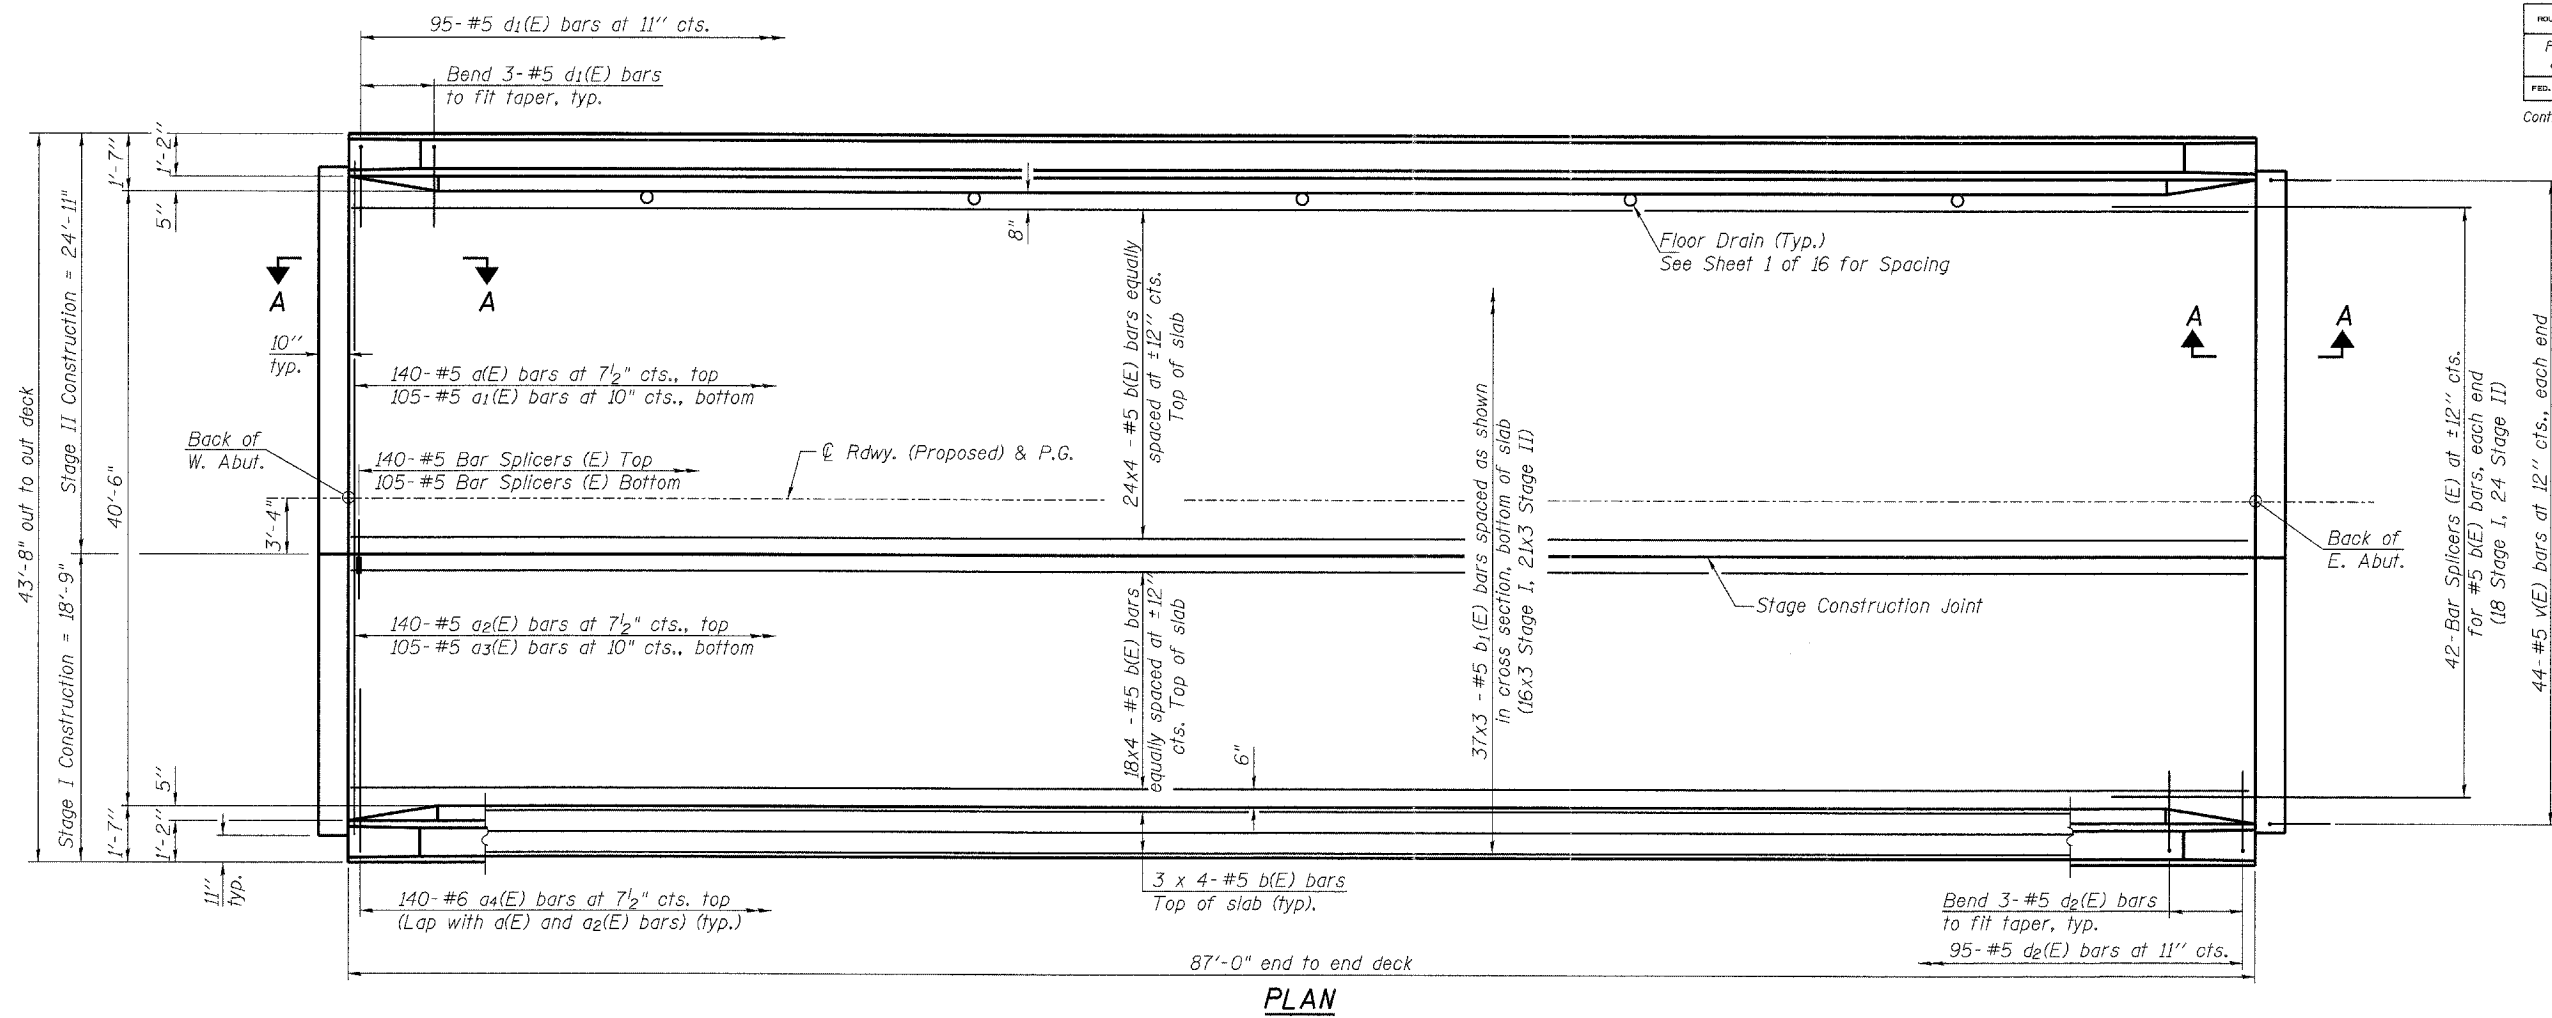 95-#5 d1(E) bars at 11" cts.
Bend 3-#5 d1(E) bars
to fit taper, typ.
ROU
FED.
Cont
1'-7"
1'-2"
5"
8"
Floor Drain (Typ.)
See Sheet 1 of 16 for Spacing
A
A
A
A
10"
typ.
43'-8" out to out deck
Stage II Construction = 24'-11"
Stage I Construction = 18'-9"
40'-6"
140-#5 a(E) bars at 7½" cts., top
105-#5 a1(E) bars at 10" cts., bottom
24x4 -#5 b(E) bars equally
spaced at ±12" cts.
Top of slab
Back of
W. Abut.
140-#5 Bar Splicers (E) Top
105-#5 Bar Splicers (E) Bottom
℄ Rdwy. (Proposed) & P.G.
3'-4"
37x3 -#5 b1(E) bars spaced as shown
in cross section, bottom of slab
(16x3 Stage I, 21x3 Stage II)
42-Bar Splicers (E) at ±12" cts.
for #5 b(E) bars, each end
(18 Stage I, 24 Stage II)
44-#5 v(E) bars at 12" cts., each end
Back of
E. Abut.
Stage Construction Joint
140-#5 a2(E) bars at 7½" cts., top
105-#5 a3(E) bars at 10" cts., bottom
18x4 -#5 b(E) bars
equally spaced at ±12"
cts. Top of slab
6"
5"
1'-7"
1'-2"
11"
typ.
140-#6 a4(E) bars at 7½" cts. top
(Lap with a(E) and a2(E) bars) (typ.)
3 x 4-#5 b(E) bars
Top of slab (typ).
Bend 3-#5 d2(E) bars
to fit taper, typ.
95-#5 d2(E) bars at 11" cts.
87'-0" end to end deck
PLAN